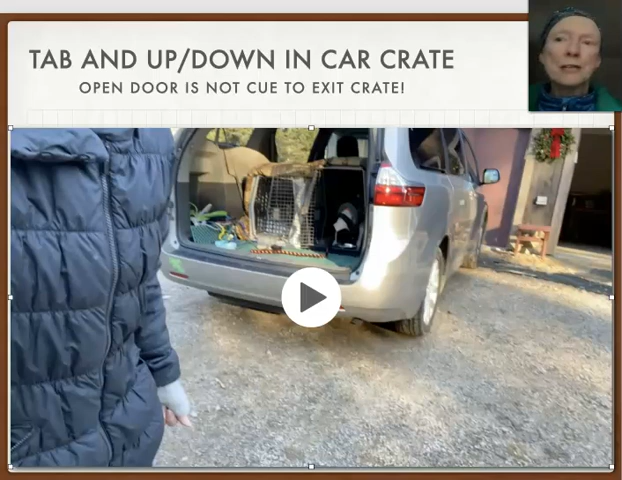 TAB AND UP/DOWN IN CAR CRATE
OPEN DOOR IS NOT CUE TO EXIT CRATE!